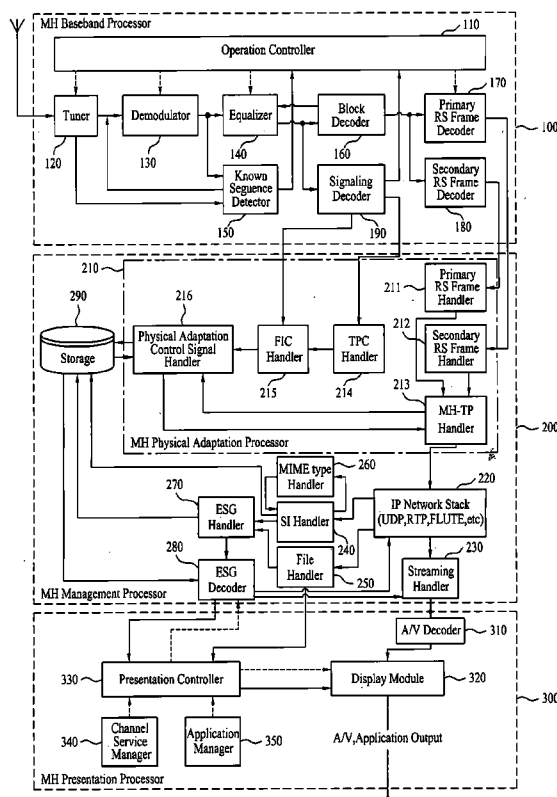 MH Baseband Processor
110
Operation Controller
170
Tuner
Demodulator
Equalizer
Block
Decoder
Primary
RS Frame
Decoder
100
120
130
140
160
Known
Seguence
Detector
Signaling
Decoder
Secondary
RS Frame
Decoder
150
190
180
210
290
216
211
Primary
RS Frame
Handler
Storage
Physical Adaptation
Control Signal
Handler
FIC
Handler
TPC
Handler
212
Secondary
RS Frame
Handler
215
214
213
MH-TP
Handler
MH Physical Adaptation Processor
200
MIME type
Handler
260
220
270
ESG
Handler
SI Handler
IP Network Stack
(UDP,RTP,FLUTE,etc)
240
280
230
ESG
Decoder
File
Handler
250
Streaming
Handler
MH Management Processor
A/V Decoder
310
330
Presentation Controller
Display Module
320
300
Channel
Service
Manager
Application
Manager
340
350
A/V,Application Output
MH Presentation Processor